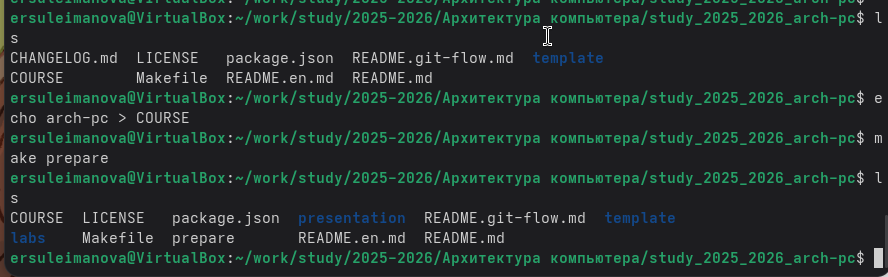 ersuleimanova@VirtualBox:~/work/study/2025-2026/Архитектура компьютера/study_2025_2026_arch-pc$ l
s
CHANGELOG.md  LICENSE   package.json  README.git-flow.md  template
COURSE        Makefile  README.en.md  README.md
ersuleimanova@VirtualBox:~/work/study/2025-2026/Архитектура компьютера/study_2025_2026_arch-pc$ e
cho arch-pc > COURSE
ersuleimanova@VirtualBox:~/work/study/2025-2026/Архитектура компьютера/study_2025_2026_arch-pc$ m
ake prepare
ersuleimanova@VirtualBox:~/work/study/2025-2026/Архитектура компьютера/study_2025_2026_arch-pc$ l
s
COURSE  LICENSE   package.json  presentation  README.git-flow.md  template
labs    Makefile  prepare       README.en.md  README.md
ersuleimanova@VirtualBox:~/work/study/2025-2026/Архитектура компьютера/study_2025_2026_arch-pc$